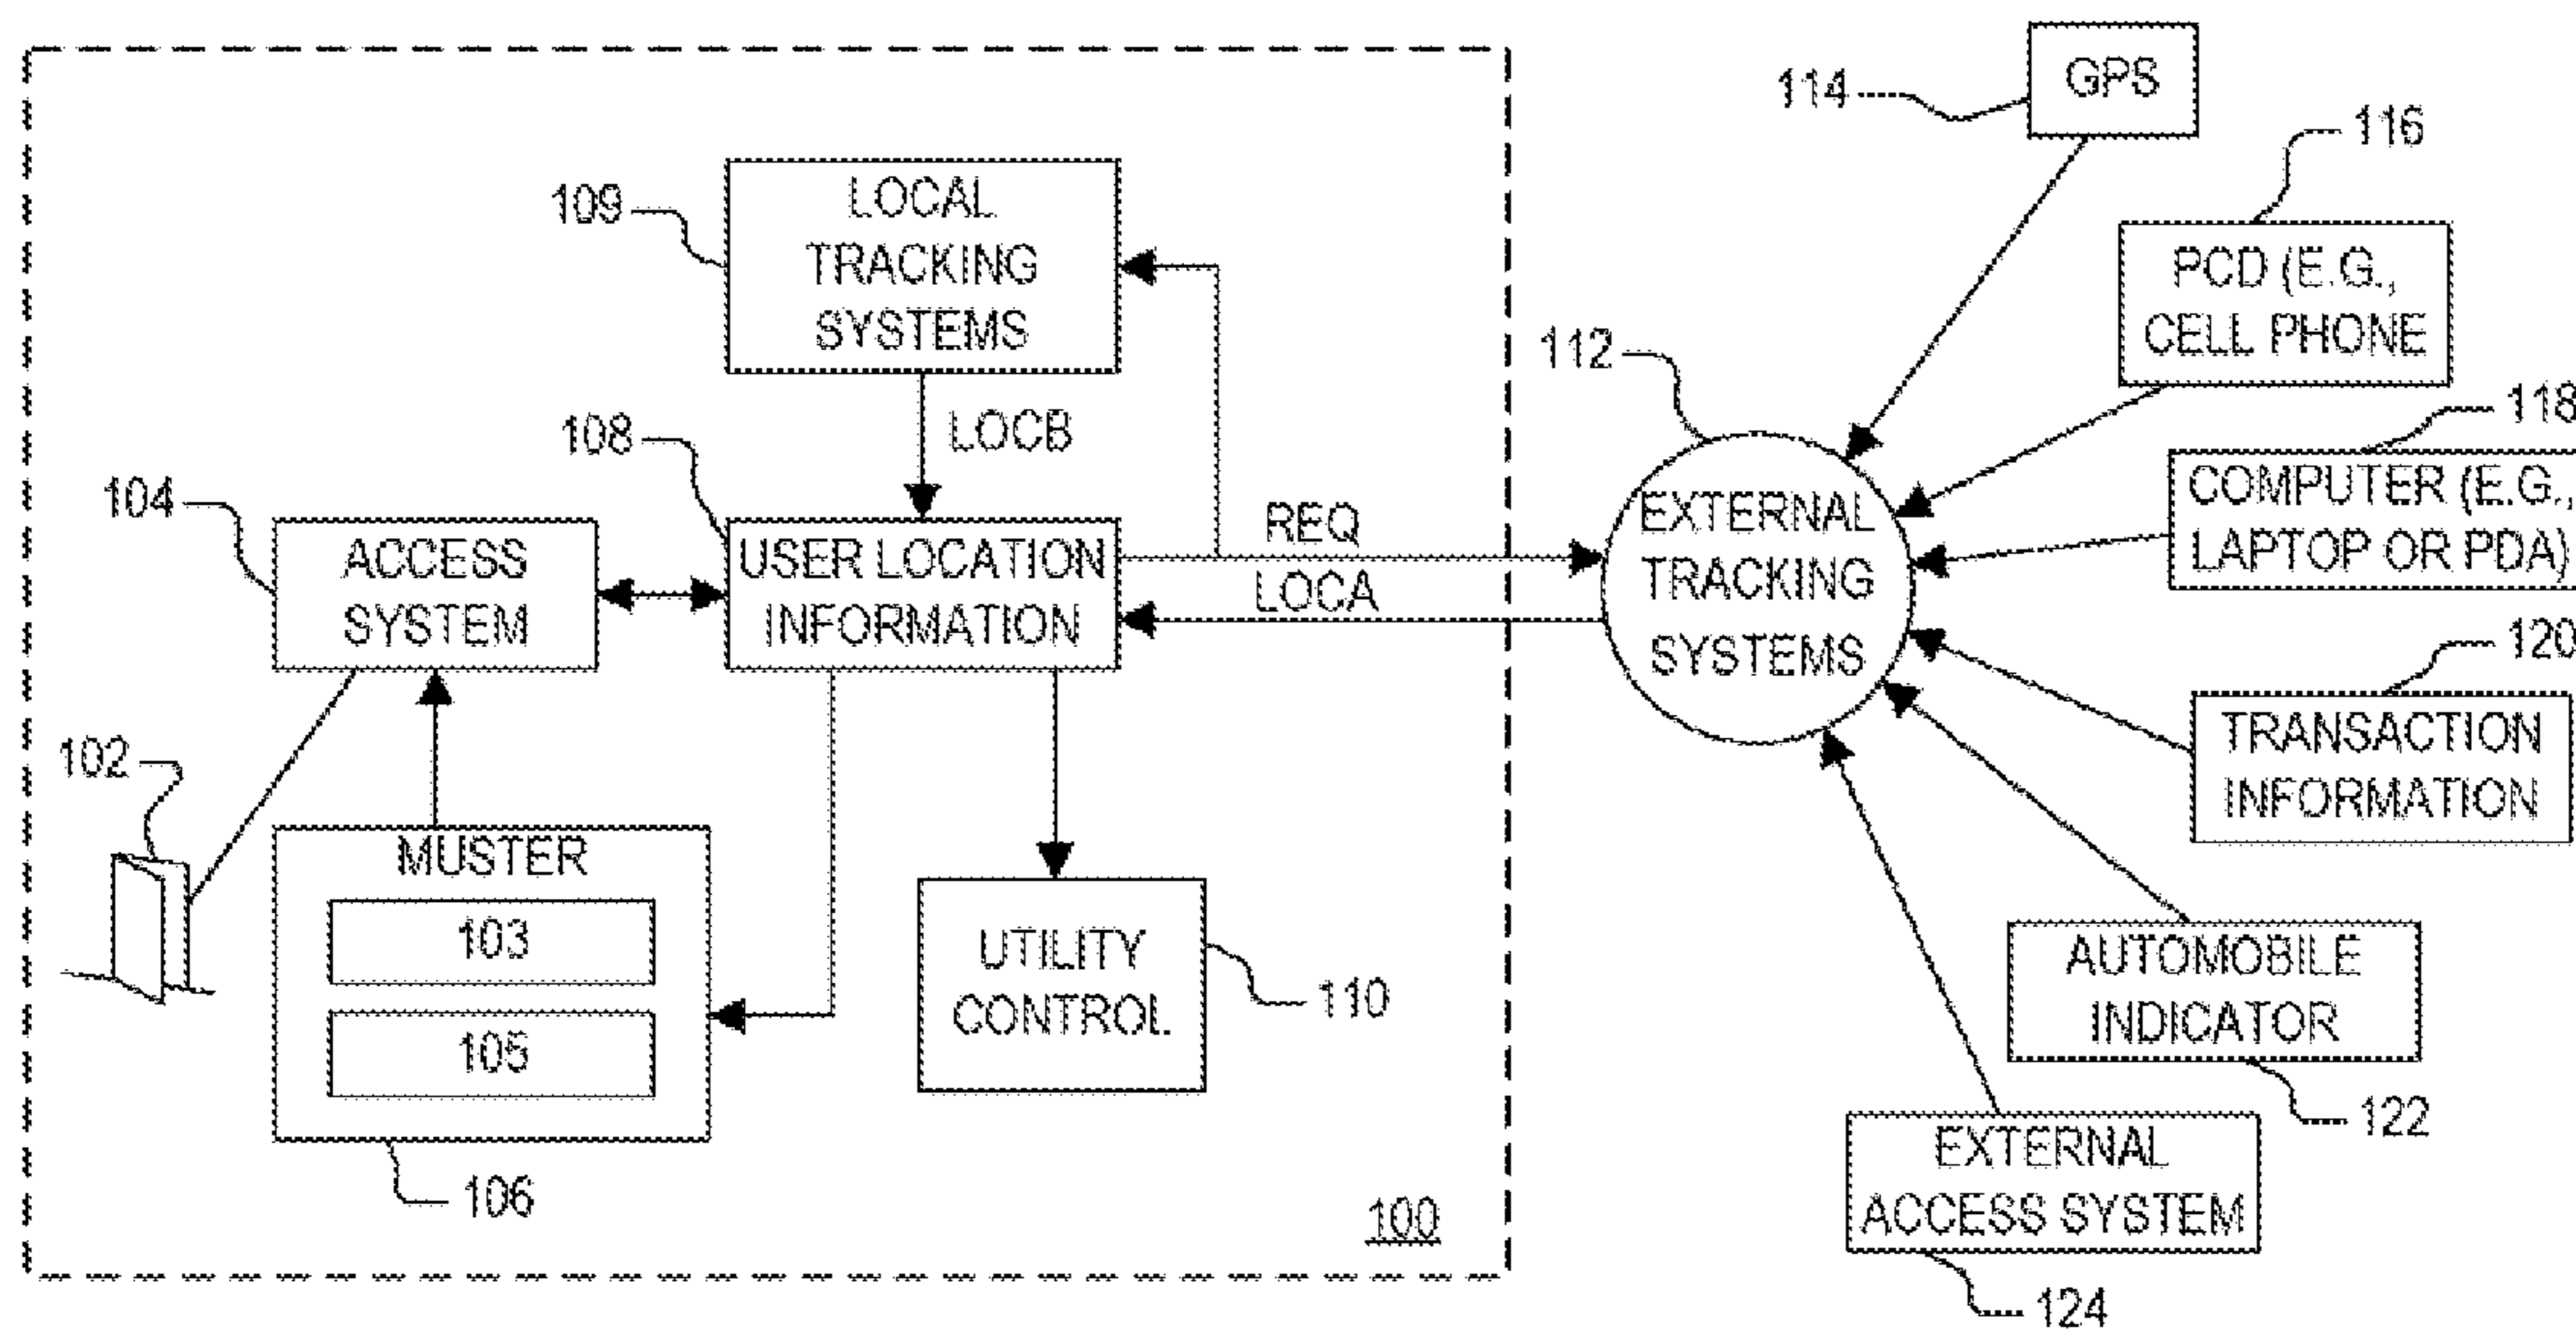 114
GPS
116
109
LOCAL
TRACKING
SYSTEMS
PCD (E.G.,
CELL PHONE
112
118
108
LOCB
104
COMPUTER (E.G.,
LAPTOP OR PDA)
ACCESS
SYSTEM
USER LOCATION
INFORMATION
REQ
LOCA
EXTERNAL
TRACKING
SYSTEMS
120
102
TRANSACTION
INFORMATION
MUSTER
103
105
UTILITY
CONTROL
110
AUTOMOBILE
INDICATOR
122
106
100
EXTERNAL
ACCESS SYSTEM
124